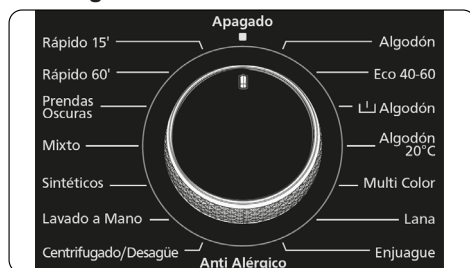 Apagado
Rápido 15'
Rápido 60'
Prendas
Oscuras
Mixto
Sintéticos
Lavado a Mano
Centrifugado/Desagüe
Anti Alérgico
Algodón
Eco 40-60
Algodón
Algodón
20°C
Multi Color
Lana
Enjuague